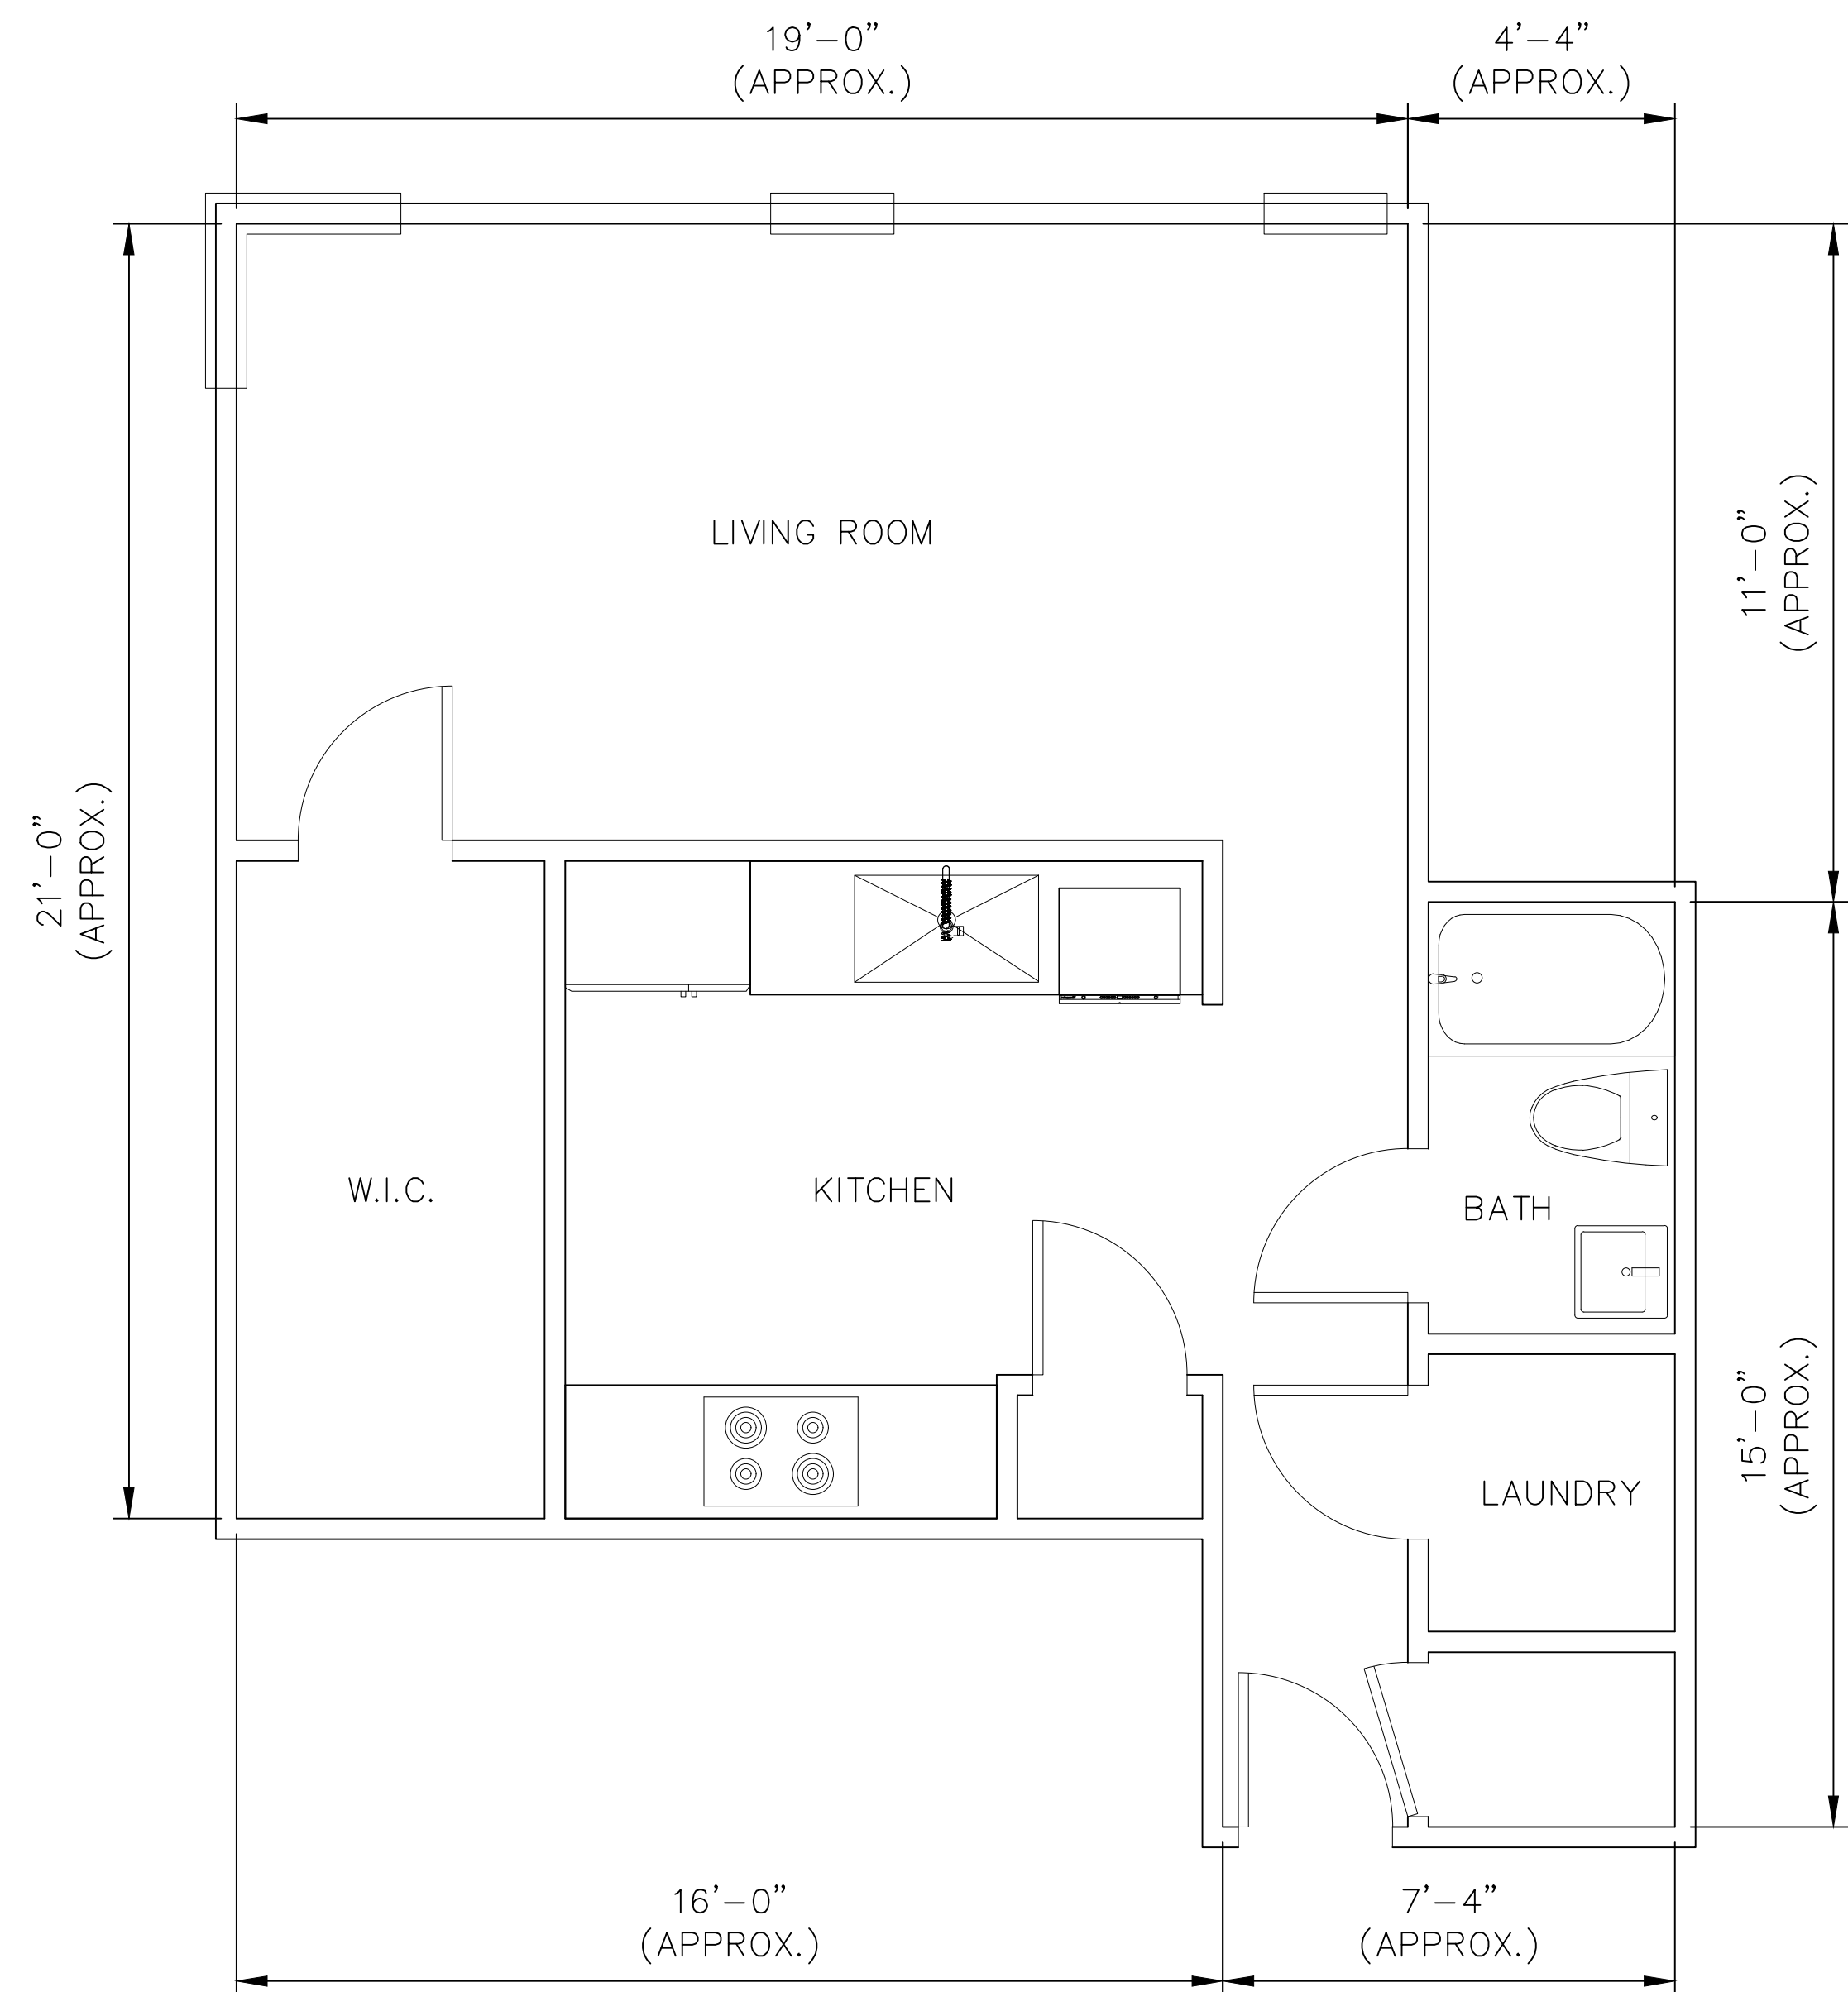 19'-0"
(APPROX.)
4'-4"
(APPROX.)
LIVING ROOM
11'-0"
(APPROX.)
21'-0"
(APPROX.)
W.I.C.
KITCHEN
BATH
LAUNDRY
15'-0"
(APPROX.)
16'-0"
(APPROX.)
7'-4"
(APPROX.)